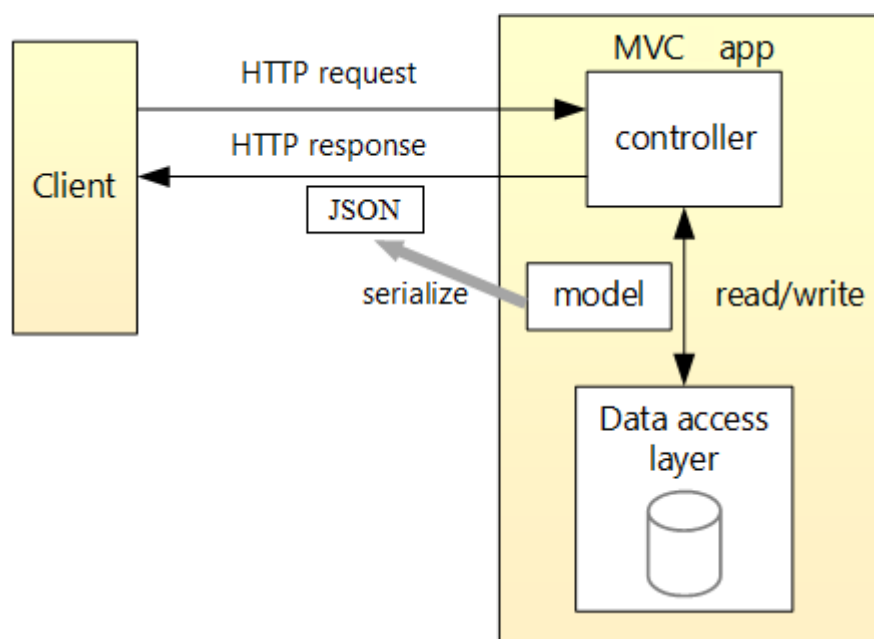 MVC app
HTTP request
controller
HTTP response
Client
JSON
serialize
model
read/write
Data access
layer